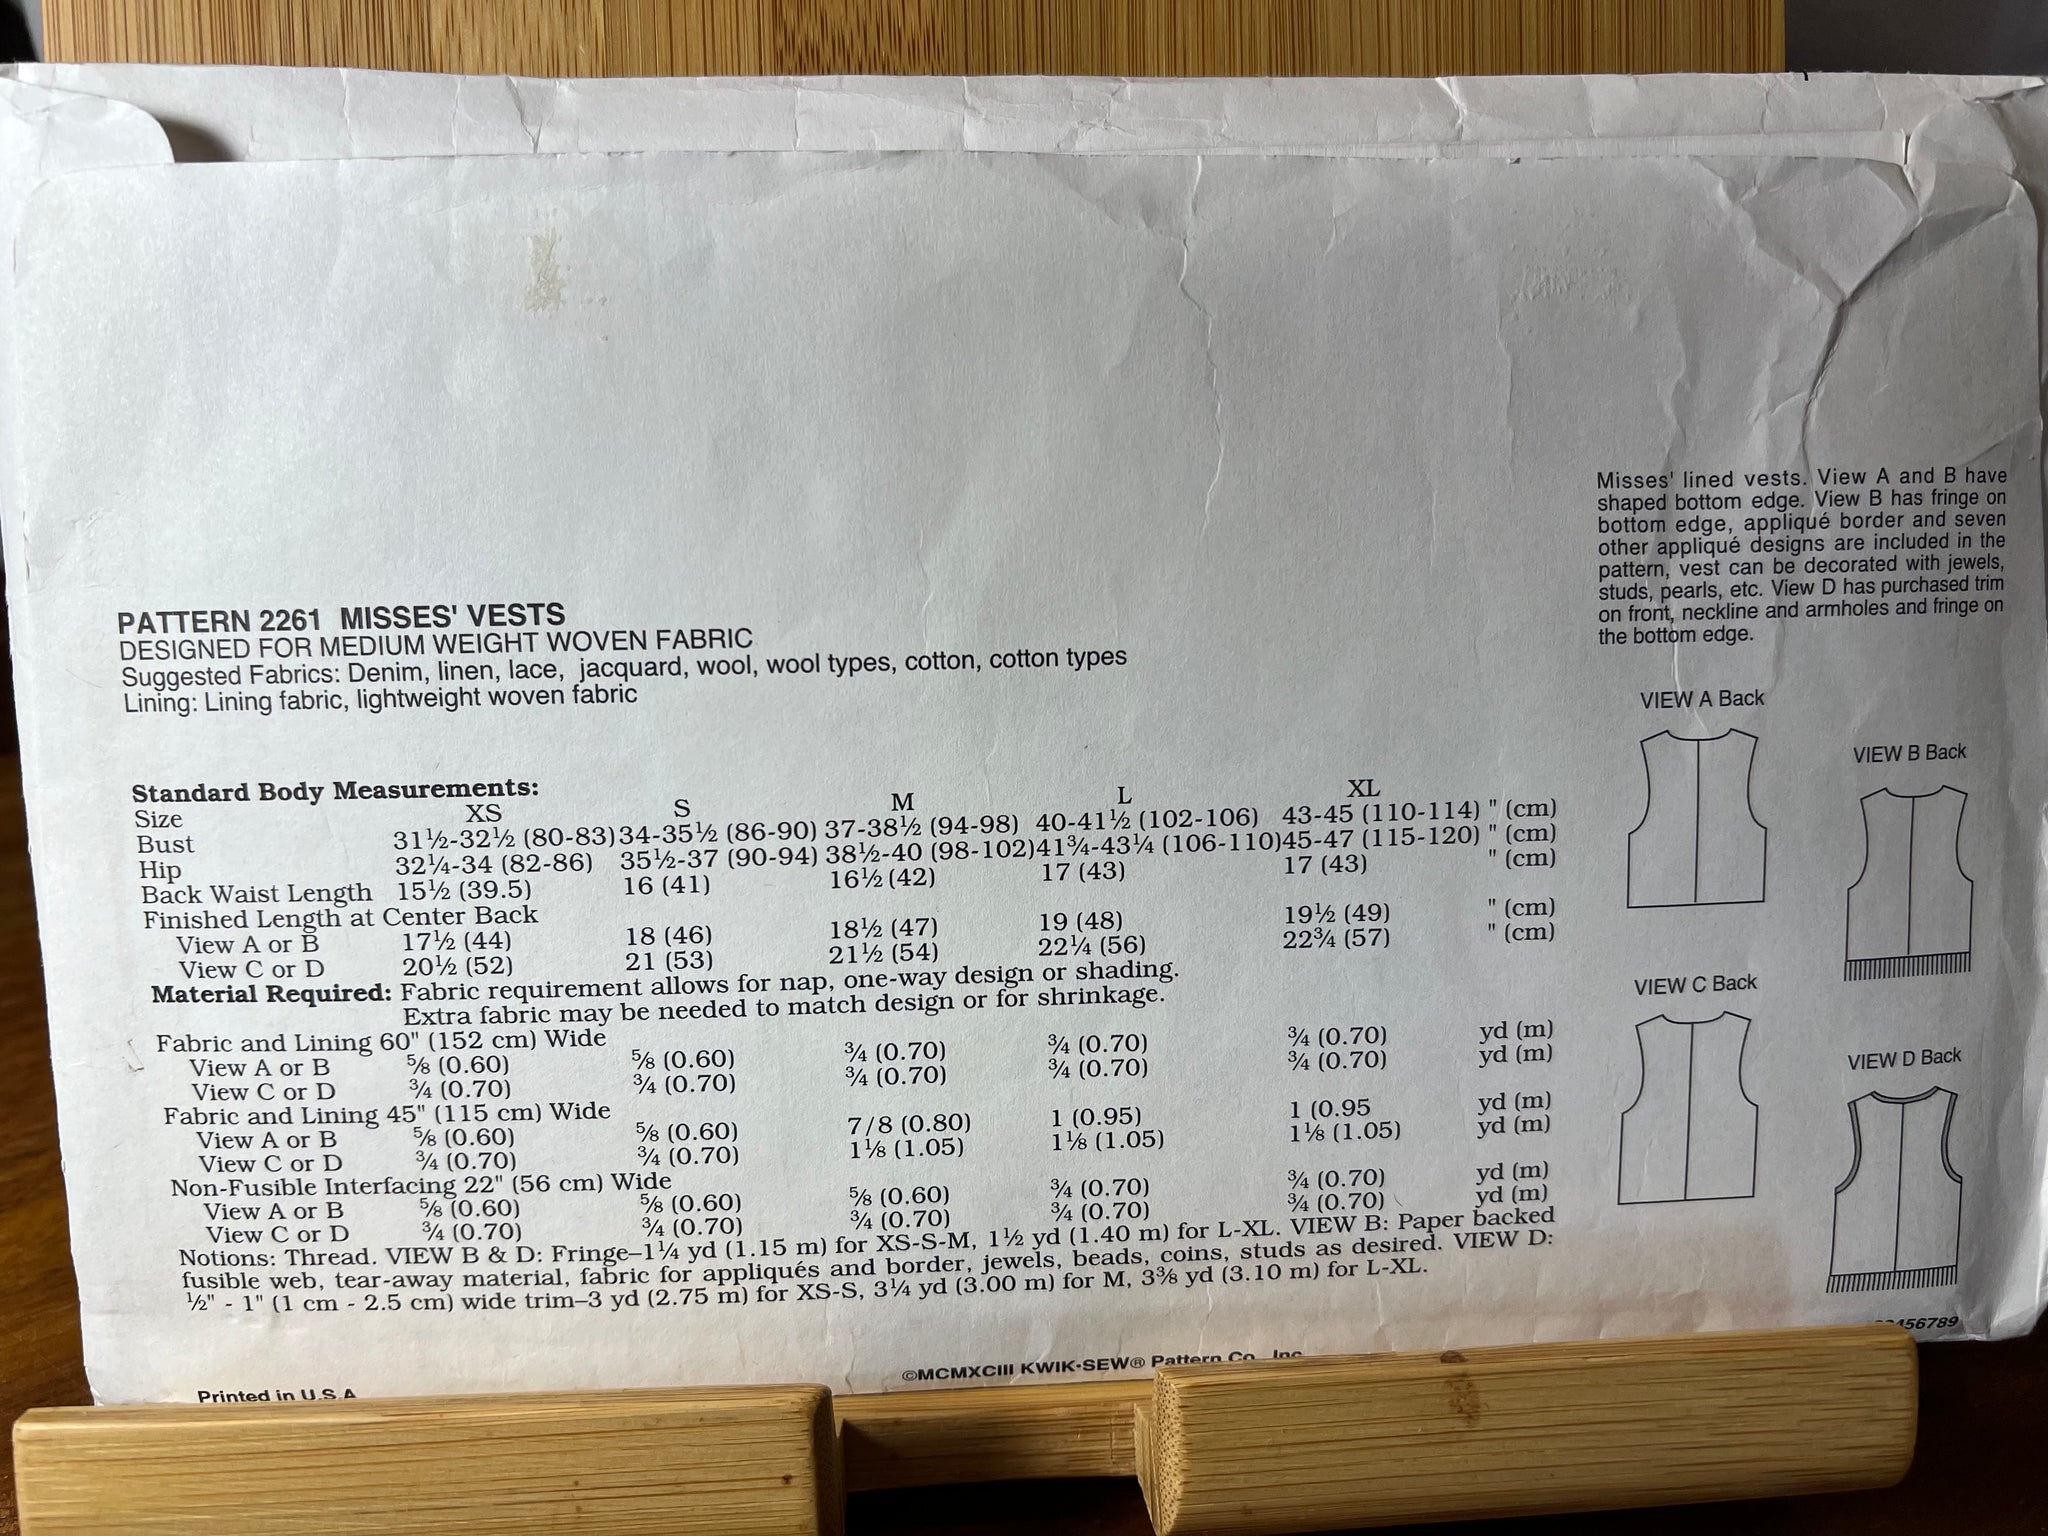 PATTERN 2261 MISSES' VESTS
DESIGNED FOR MEDIUM WEIGHT WOVEN FABRIC
Suggested Fabrics: Denim, linen, lace, jacquard, wool, wool types, cotton, cotton types
Lining: Lining fabric, lightweight woven fabric
Standard Body Measurements:
Size XS S M L XL
Bust 31½-32½ (80-83) 34-35½ (86-90) 37-38½ (94-98) 40-41½ (102-106) 43-45 (110-114) " (cm)
Hip 32¼-34 (82-86) 35½-37 (90-94) 38½-40 (98-102) 41¾-43¼ (106-110) 45-47 (115-120) " (cm)
Back Waist Length 15½ (39.5) 16 (41) 16½ (42) 17 (43) 17 (43) " (cm)
Finished Length at Center Back
View A or B 17½ (44) 18 (46) 18½ (47) 19 (48) 19½ (49) " (cm)
View C or D 20½ (52) 21 (53) 21½ (54) 22¼ (56) 22¾ (57) " (cm)
Material Required: Fabric requirement allows for nap, one-way design or shading.
Extra fabric may be needed to match design or for shrinkage.
Fabric and Lining 60" (152 cm) Wide
View A or B ⅝ (0.60) ⅝ (0.60) ¾ (0.70) ¾ (0.70) ¾ (0.70) yd (m)
View C or D ¾ (0.70) ¾ (0.70) ¾ (0.70) ¾ (0.70) ¾ (0.70) yd (m)
Fabric and Lining 45" (115 cm) Wide
View A or B ⅝ (0.60) ⅝ (0.60) 7/8 (0.80) 1 (0.95) 1 (0.95 yd (m)
View C or D ¾ (0.70) ¾ (0.70) 1⅛ (1.05) 1⅛ (1.05) 1⅛ (1.05) yd (m)
Non-Fusible Interfacing 22" (56 cm) Wide
View A or B ⅝ (0.60) ⅝ (0.60) ⅝ (0.60) ¾ (0.70) ¾ (0.70) yd (m)
View C or D ¾ (0.70) ¾ (0.70) ¾ (0.70) ¾ (0.70) ¾ (0.70) yd (m)
Notions: Thread. VIEW B & D: Fringe–1¼ yd (1.15 m) for XS-S-M, 1½ yd (1.40 m) for L-XL. VIEW B: Paper backed
fusible web, tear-away material, fabric for appliqués and border, jewels, beads, coins, studs as desired. VIEW D:
½" - 1" (1 cm - 2.5 cm) wide trim–3 yd (2.75 m) for XS-S, 3¼ yd (3.00 m) for M, 3⅜ yd (3.10 m) for L-XL.
Printed in U.S.A
©MCMXCIII KWIK•SEW® Pattern Co. Inc.
Misses' lined vests. View A and B have
shaped bottom edge. View B has fringe on
bottom edge, appliqué border and seven
other appliqué designs are included in the
pattern, vest can be decorated with jewels,
studs, pearls, etc. View D has purchased trim
on front, neckline and armholes and fringe on
the bottom edge.
VIEW A Back
VIEW B Back
VIEW C Back
VIEW D Back
456789